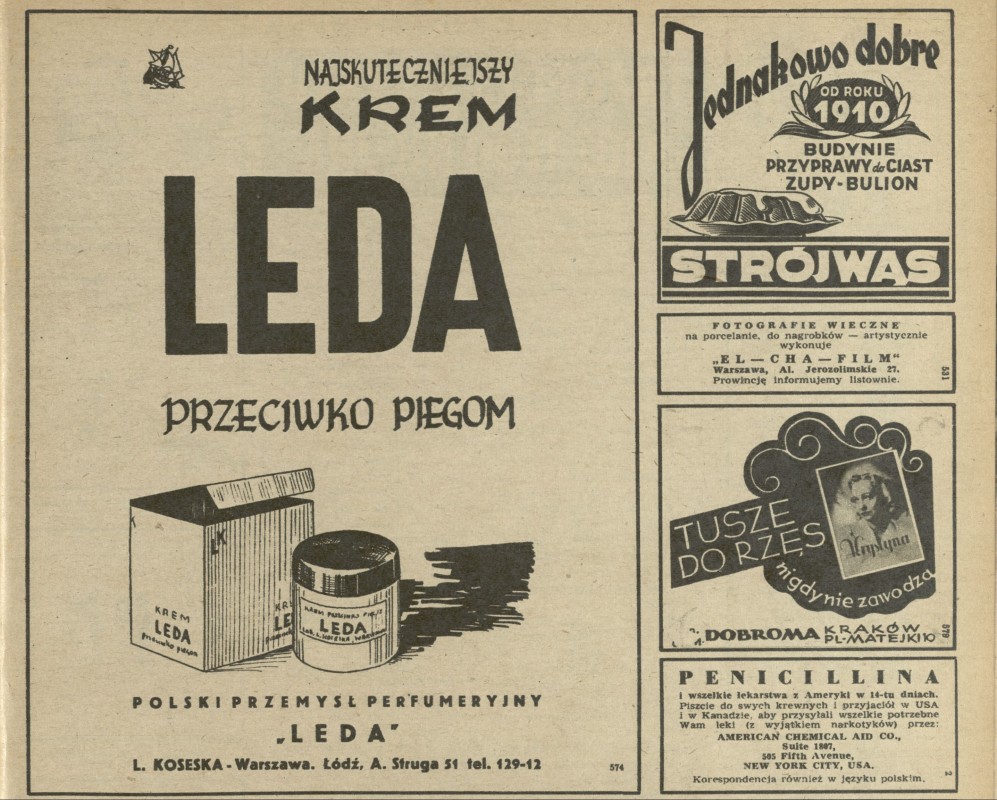 NAJSKUTECZNIEJSZY
KREM
LEDA
PRZECIWKO PIEGOM
LK
KREM
LEDA
przeciwko piegom
KR
LE
LEDA
POLSKI PRZEMYSŁ PERFUMERYJNY
„LEDA"
L. KOSESKA - Warszawa. Łódź, A. Struga 51 tel. 129-12
574
Jednakowo dobre
OD ROKU
1910
BUDYNIE
PRZYPRAWY do CIAST
ZUPY - BULION
STRÓJWĄS
FOTOGRAFIE WIECZNE
na porcelanie, do nagrobków — artystycznie
wykonuje
„EL — CHA — FILM"
Warszawa, Al. Jerozolimskie 27.
Prowincję informujemy listownie.
531
TUSZE
DO RZĘS
Krystyna
nigdy nie zawodzą
DOBROMA KRAKÓW
PL-MATEJKI 10
579
PENICILLINA
i wszelkie lekarstwa z Ameryki w 14-tu dniach.
Piszcie do swych krewnych i przyjaciół w USA
i w Kanadzie, aby przysyłali wszelkie potrzebne
Wam leki (z wyjątkiem narkotyków) przez:
AMERICAN CHEMICAL AID CO.,
Suite 1807,
505 Fifth Avenue,
NEW YORK CITY, USA.
Korespondencja również w języku polskim.
2